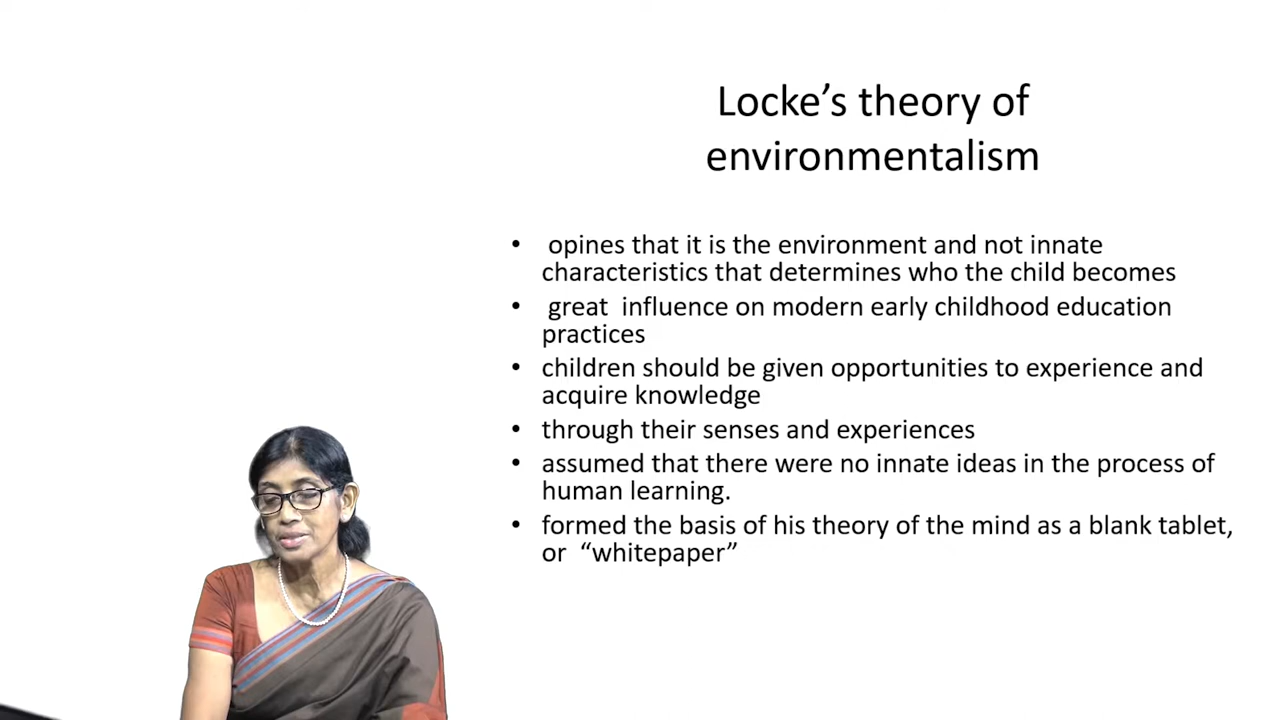 Locke’s theory of
environmentalism
• opines that it is the environment and not innate
characteristics that determines who the child becomes
• great influence on modern early childhood education
practices
• children should be given opportunities to experience and
acquire knowledge
• through their senses and experiences
• assumed that there were no innate ideas in the process of
human learning.
• formed the basis of his theory of the mind as a blank tablet,
or “whitepaper”